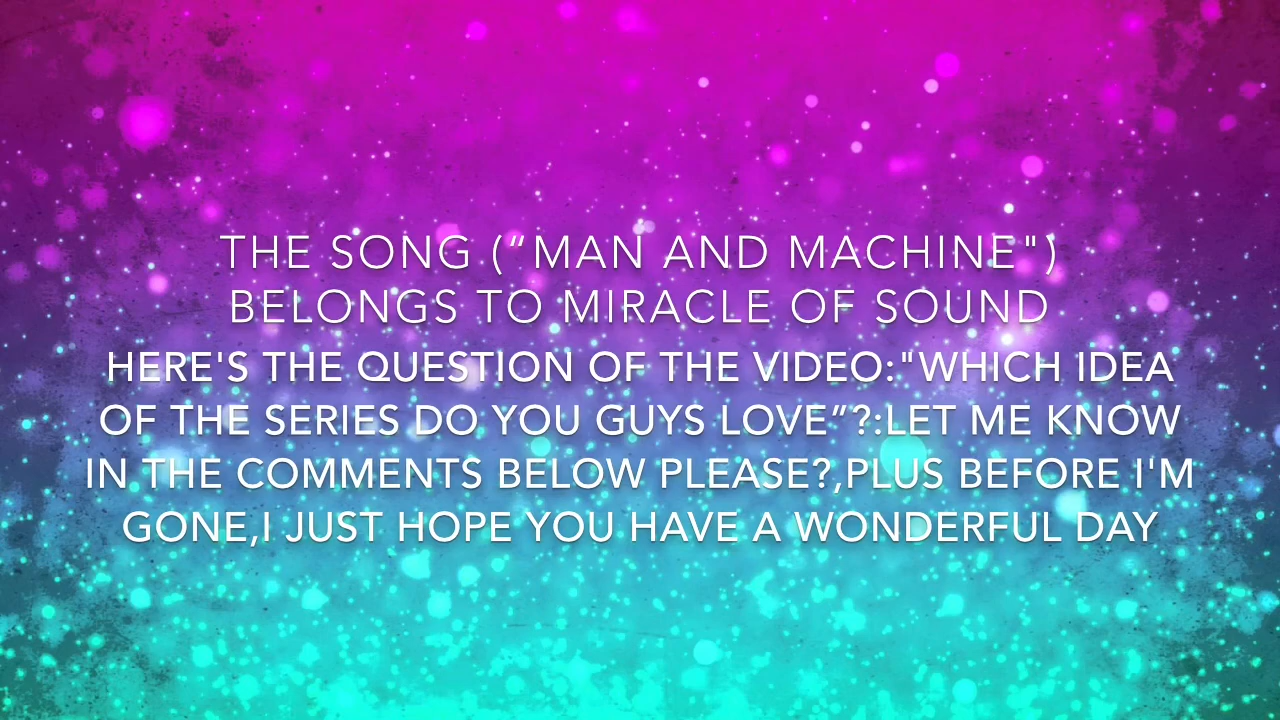 THE SONG (“MAN AND MACHINE")
BELONGS TO MIRACLE OF SOUND
HERE'S THE QUESTION OF THE VIDEO:"WHICH IDEA
OF THE SERIES DO YOU GUYS LOVE”?:LET ME KNOW
IN THE COMMENTS BELOW PLEASE?,PLUS BEFORE I'M
GONE,I JUST HOPE YOU HAVE A WONDERFUL DAY